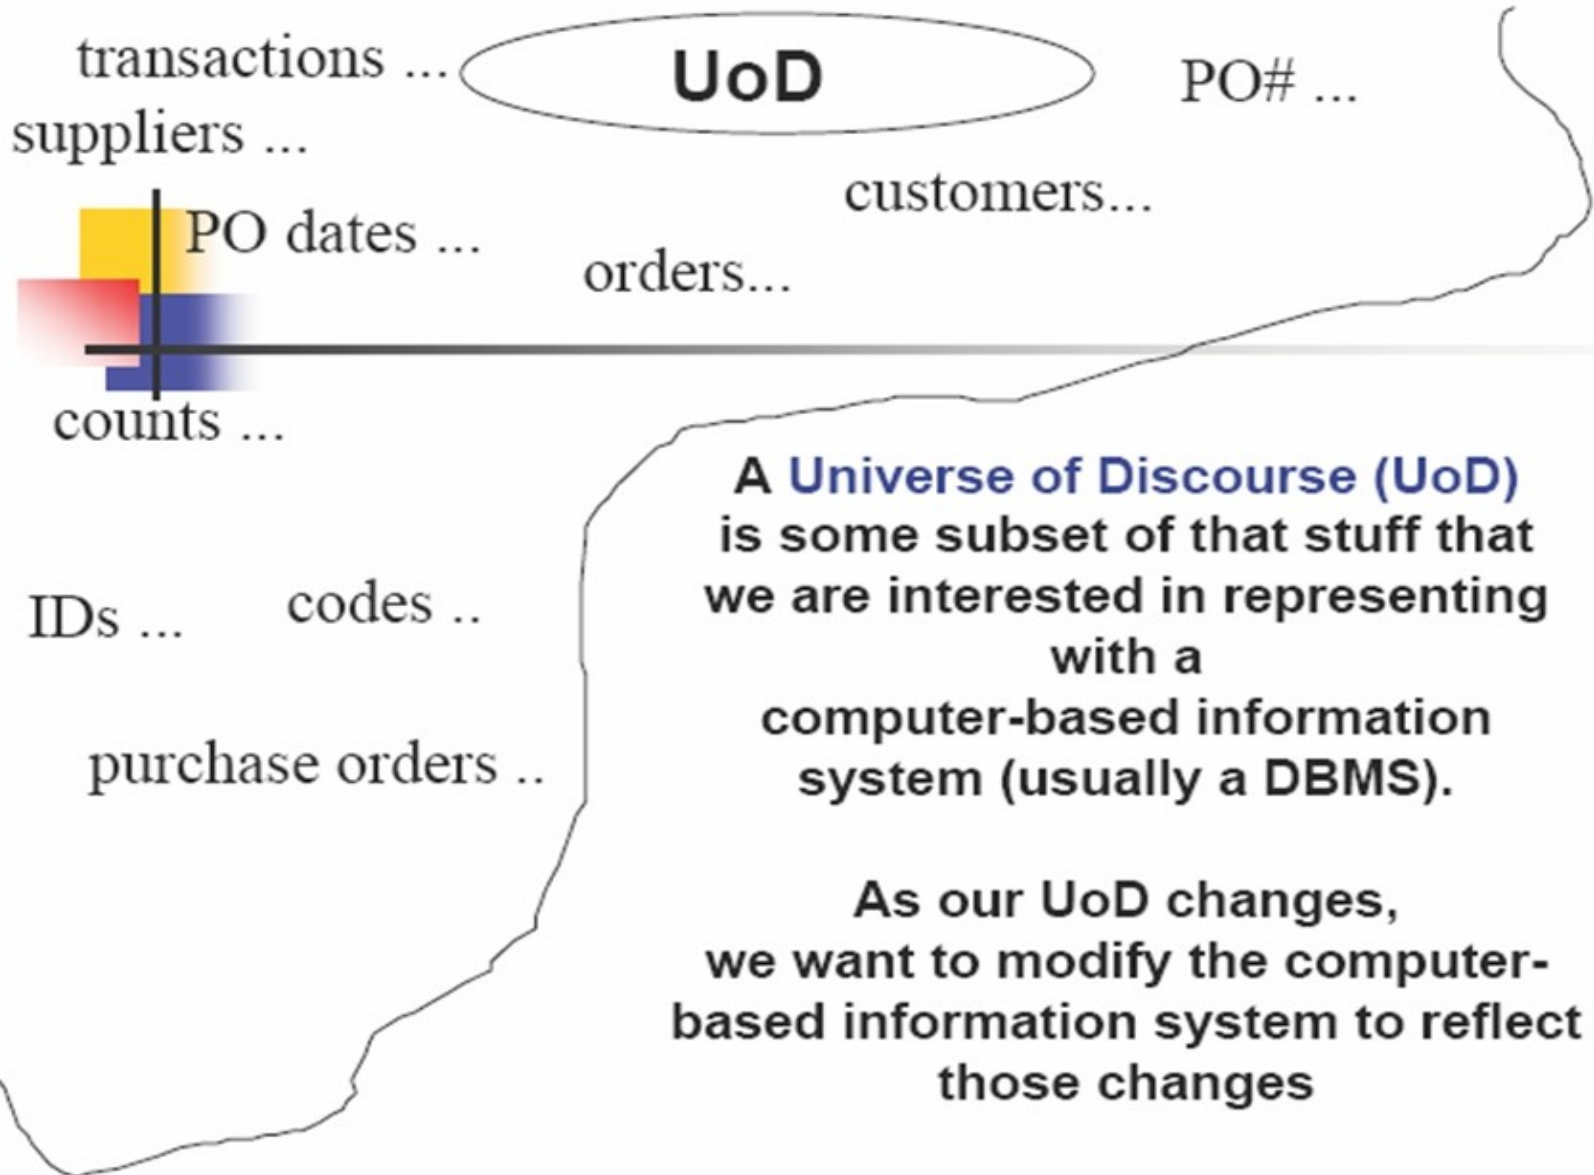 transactions ...
UoD
PO# ...
suppliers ...
customers...
PO dates ...
orders...
counts ...
A Universe of Discourse (UoD)
is some subset of that stuff that
we are interested in representing
with a
computer-based information
system (usually a DBMS).
IDs ...
codes ..
purchase orders ..
As our UoD changes,
we want to modify the computer-
based information system to reflect
those changes